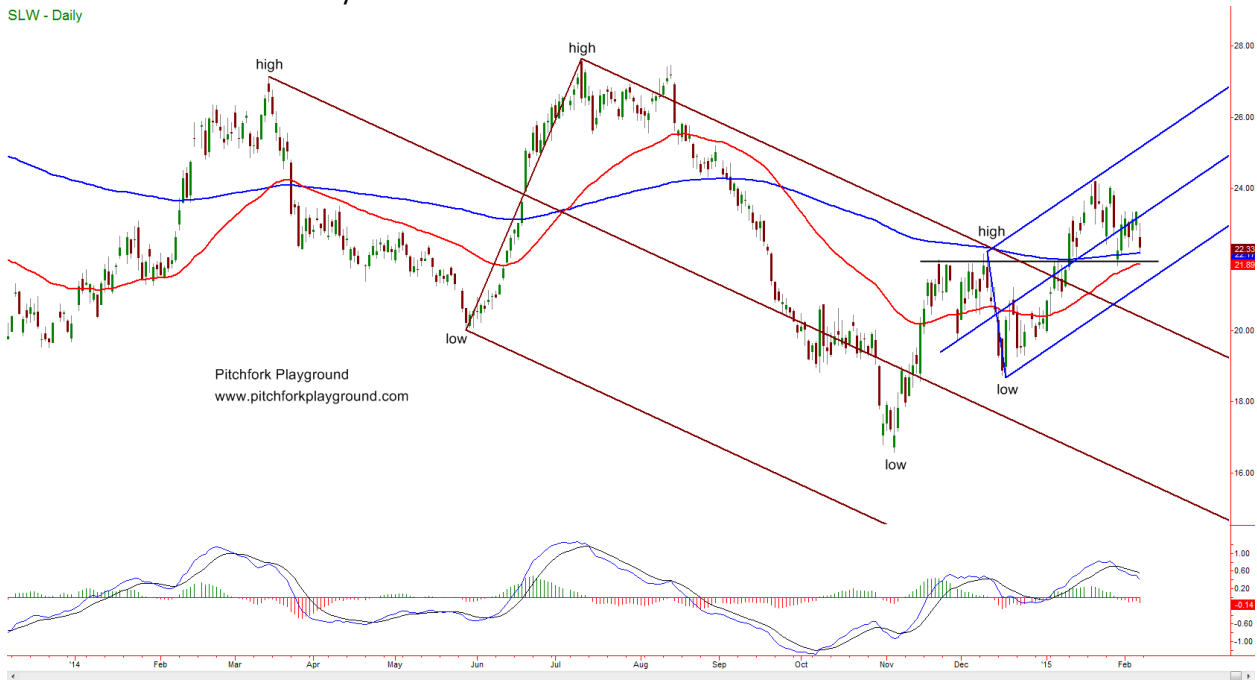 SLW - Daily
high
high
high
low
low
low
Pitchfork Playground
www.pitchforkplayground.com
28.00
26.00
24.00
22.33
22.17
21.89
20.00
18.00
16.00
1.00
0.60
0.20
-0.14
-0.60
-1.00
'14
Feb
Mar
Apr
May
Jun
Jul
Aug
Sep
Oct
Nov
Dec
'15
Feb